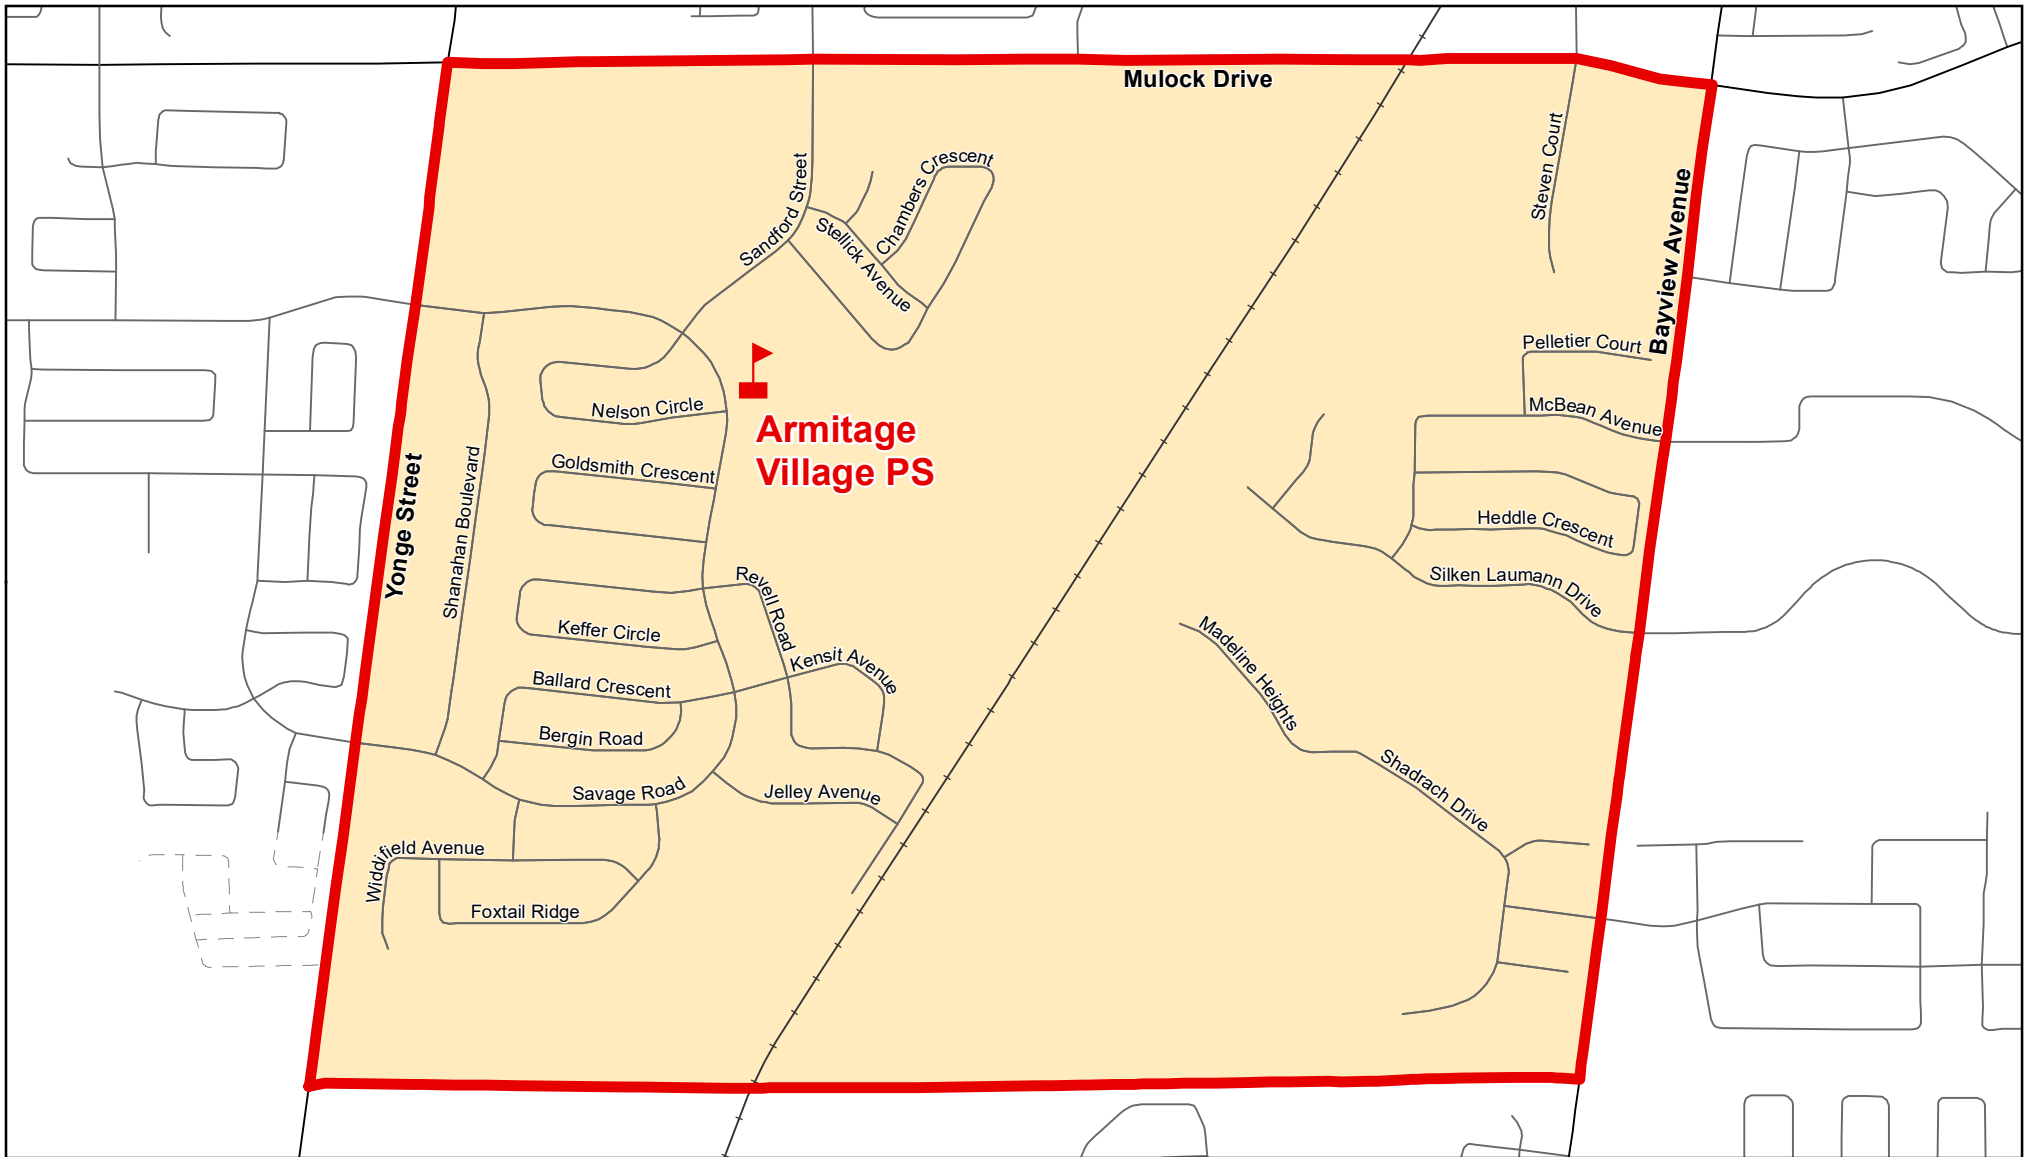 Mulock Drive
Steven Court
Sandford Street
Chambers Crescent
Stellick Avenue
Bayview Avenue
Pelletier Court
McBean Avenue
Nelson Circle
Armitage
Village PS
Goldsmith Crescent
Shanahan Boulevard
Yonge Street
Heddle Crescent
Silken Laumann Drive
Revell Road
Keffer Circle
Kensit Avenue
Madeline Heights
Ballard Crescent
Bergin Road
Savage Road
Jelley Avenue
Shadrach Drive
Widdifield Avenue
Foxtail Ridge